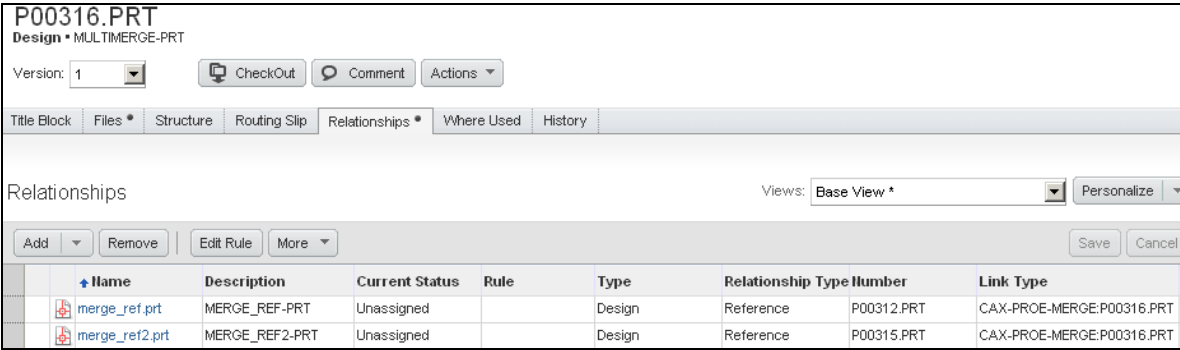 P00316.PRT
Design • MULTIMERGE-PRT
Version: 1 CheckOut Comment Actions
Title Block Files • Structure Routing Slip Relationships • Where Used History
Relationships Views: Base View * Personalize
Add Remove Edit Rule More Save Cancel
Name Description Current Status Rule Type Relationship Type Number Link Type
merge_ref.prt MERGE_REF-PRT Unassigned Design Reference P00312.PRT CAX-PROE-MERGE:P00316.PRT
merge_ref2.prt MERGE_REF2-PRT Unassigned Design Reference P00315.PRT CAX-PROE-MERGE:P00316.PRT